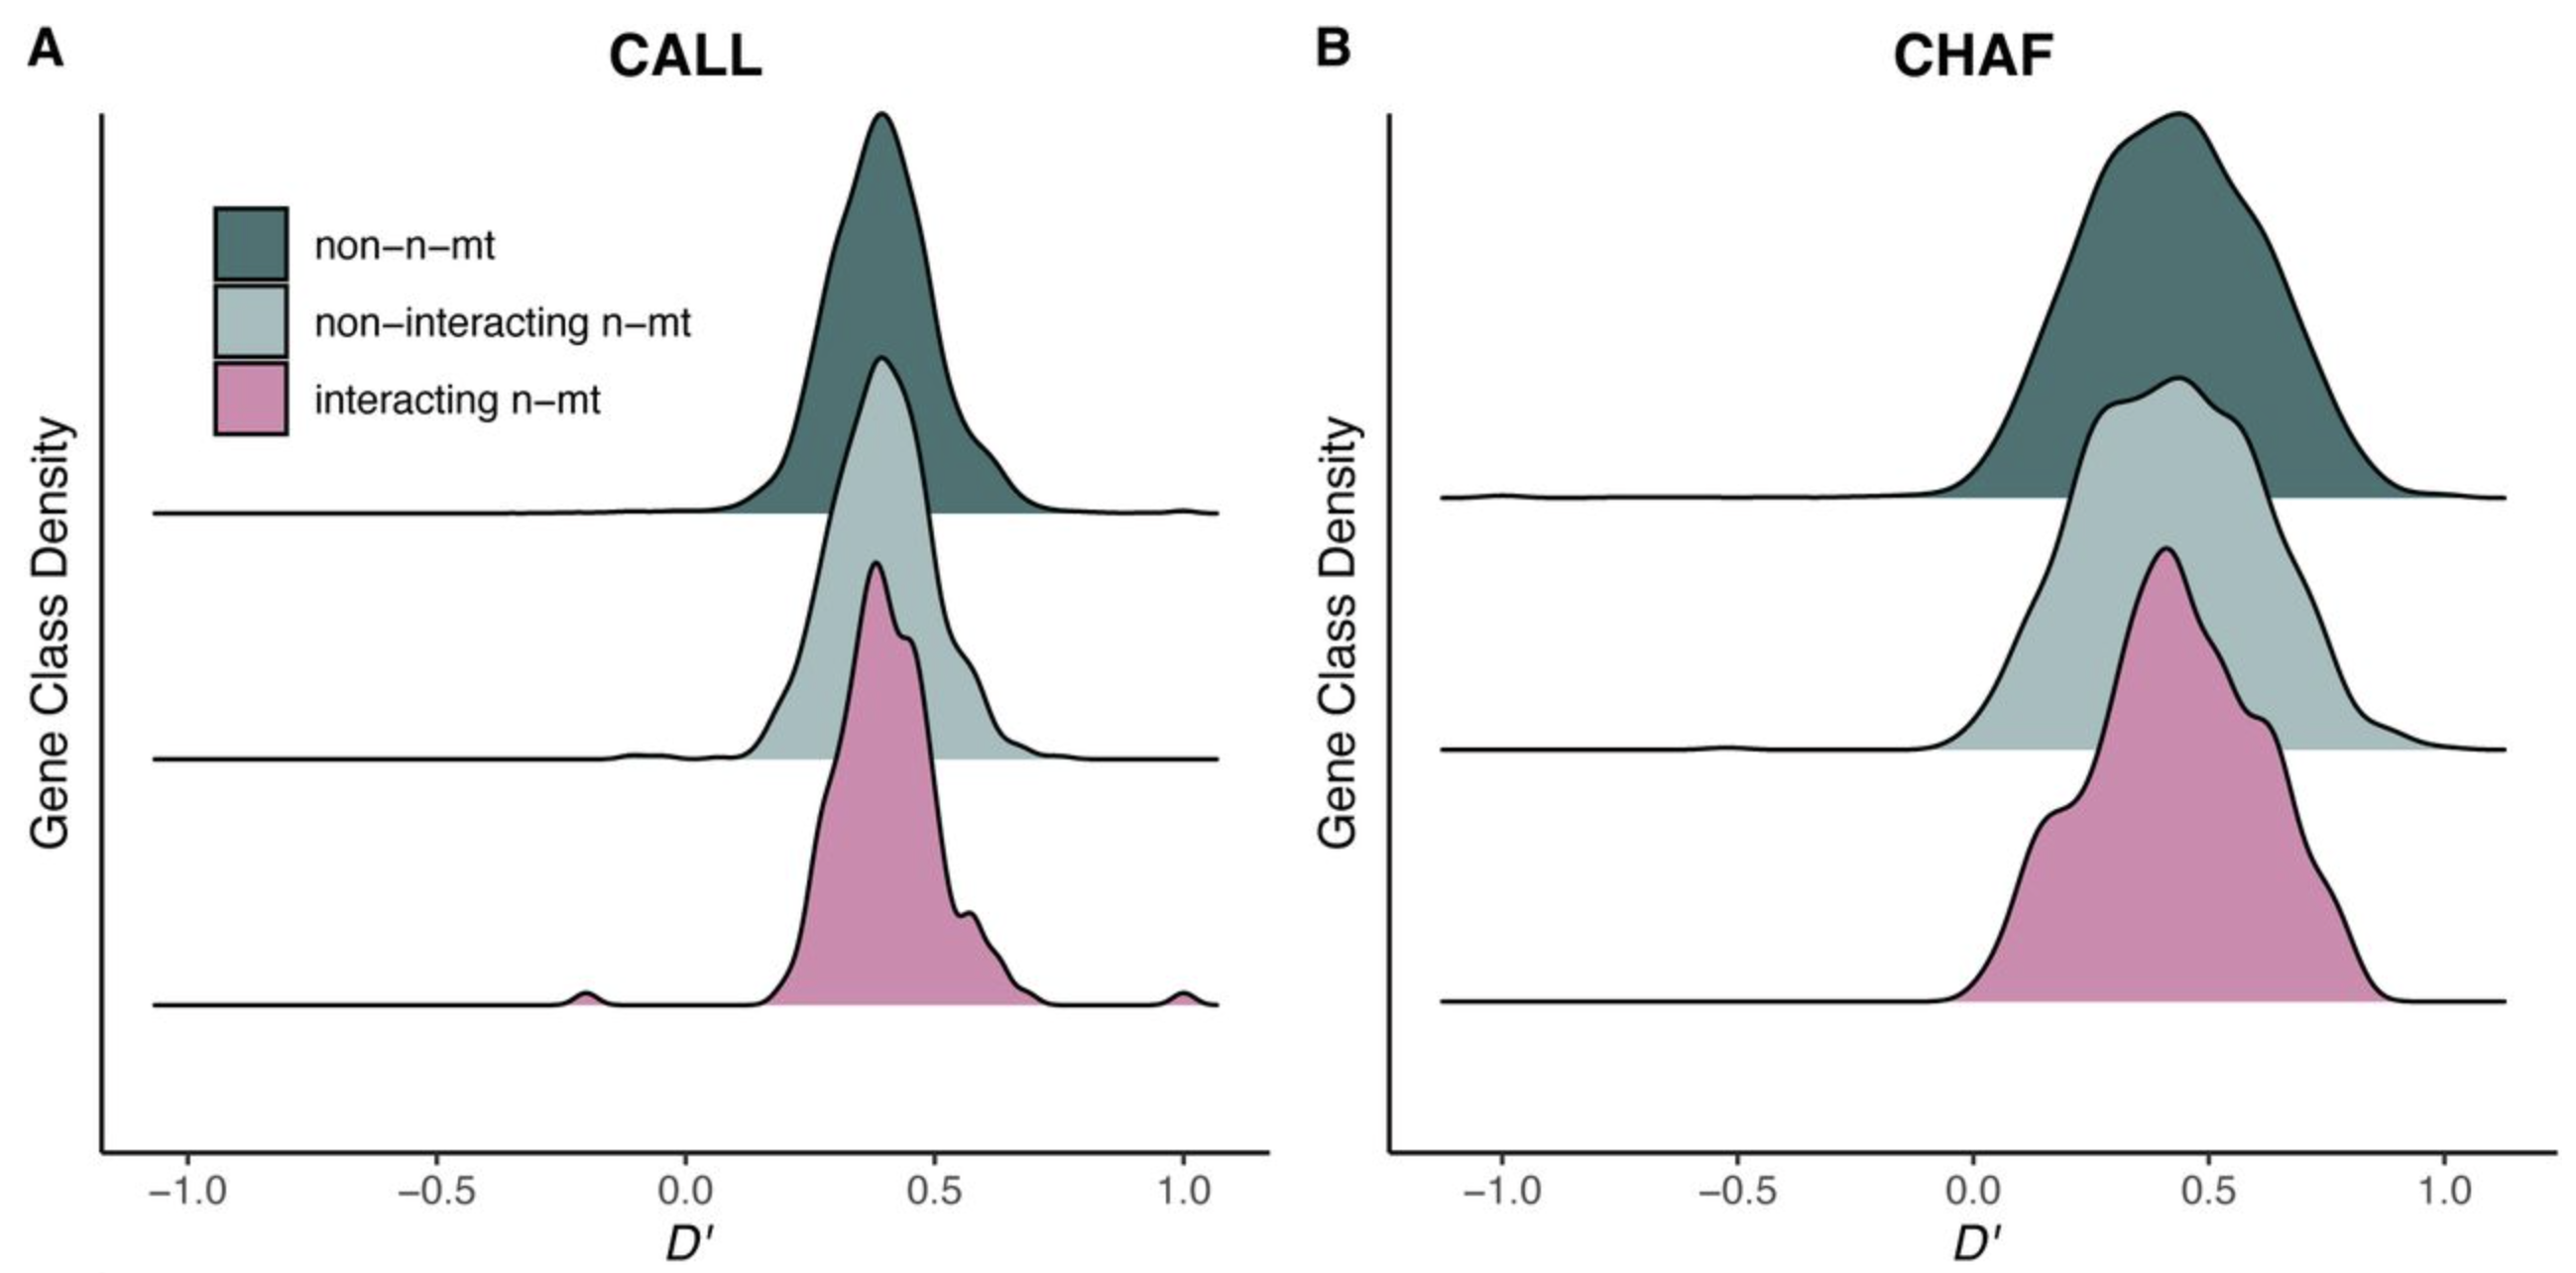 A
CALL
non−n−mt
non−interacting n−mt
interacting n−mt
Gene Class Density
−1.0 −0.5 0.0 0.5 1.0
D'
B
CHAF
Gene Class Density
−1.0 −0.5 0.0 0.5 1.0
D'